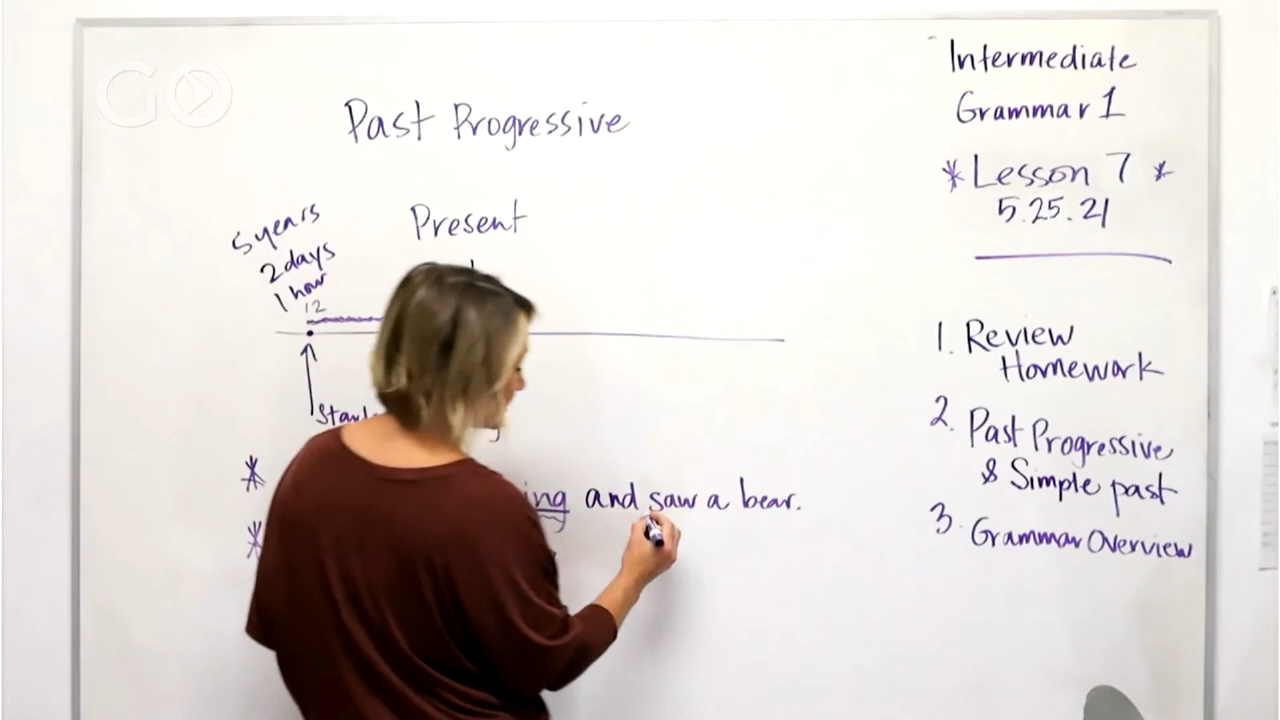 GO
Past Progressive
5 years
2 days
1 hour
12
Present
and saw a bear.
Intermediate
Grammar 1
* Lesson 7 *
5.25.21
1. Review
Homework
2. Past Progressive
& Simple past
3. Grammar Overview